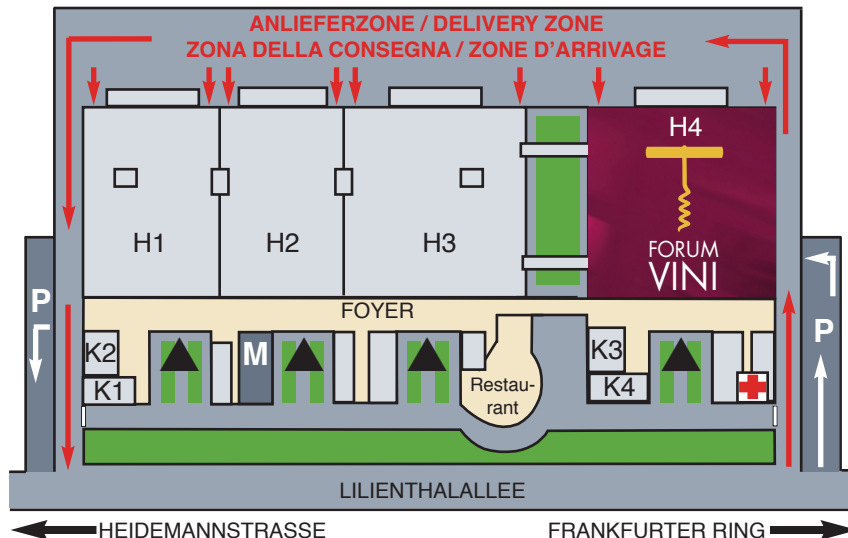 ANLIEFERZONE / DELIVERY ZONE
ZONA DELLA CONSEGNA / ZONE D'ARRIVAGE
H4
H1
H2
H3
FORUM
VINI
P
FOYER
P
K2
M
K3
K1
Restau-
rant
K4
LILIENTHALALLEE
HEIDEMANNSTRASSE
FRANKFURTER RING